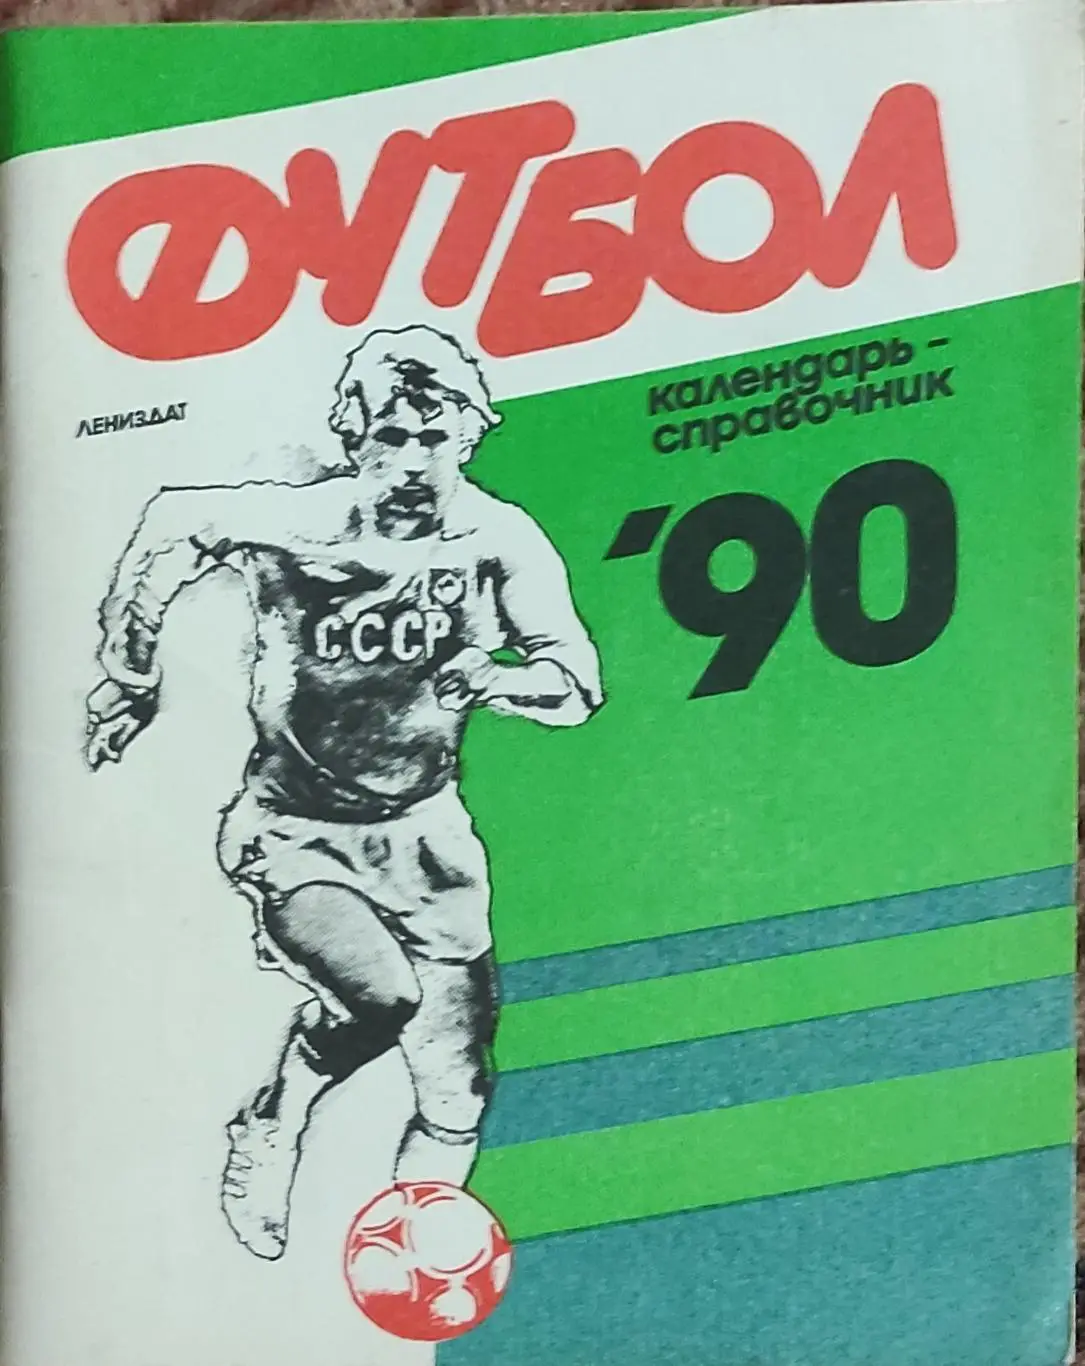 ФУТБОЛ
ЛЕНИЗДАТ
календарь-
справочник
'90
СССР